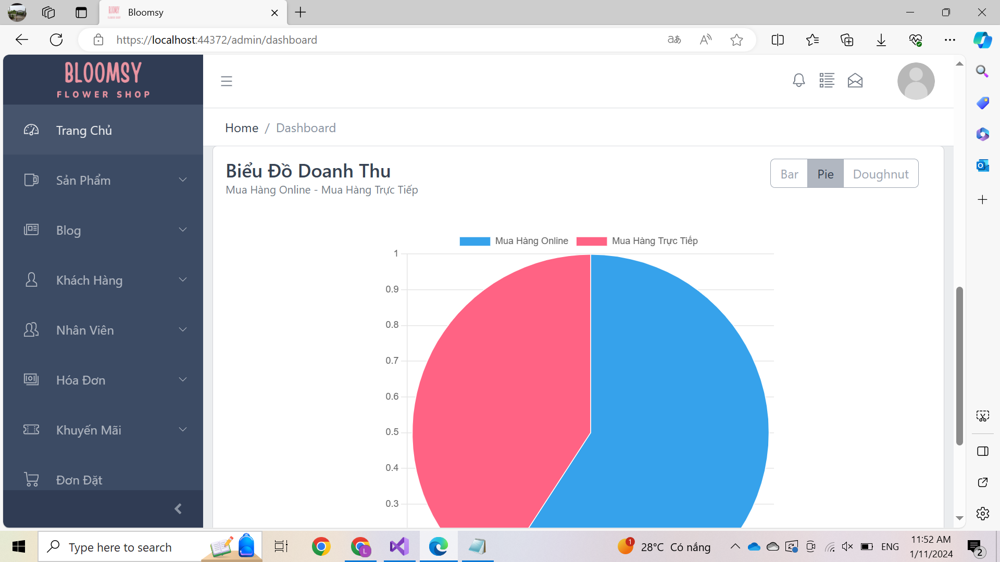 Bloomsy
https://localhost:44372/admin/dashboard
BLOOMSY
FLOWER SHOP
Trang Chủ
Sản Phẩm
Blog
Khách Hàng
Nhân Viên
Hóa Đơn
Khuyến Mãi
Đơn Đặt
Home / Dashboard
Biểu Đồ Doanh Thu
Mua Hàng Online - Mua Hàng Trực Tiếp
Bar Pie Doughnut
Mua Hàng Online Mua Hàng Trực Tiếp
1
0.9
0.8
0.7
0.6
0.5
0.4
0.3
Type here to search
L
1
28°C Có nắng
ENG
11:52 AM
1/11/2024
2